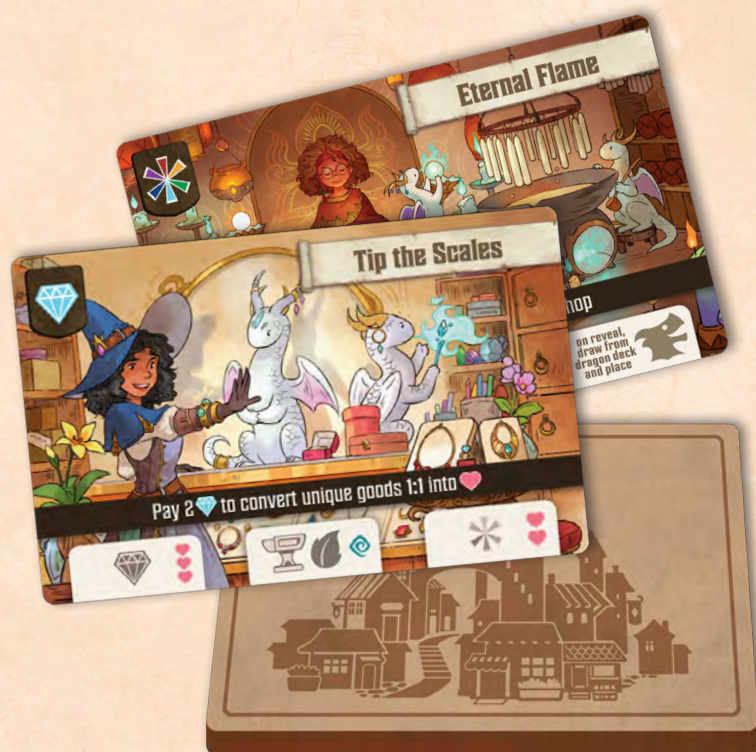 Eternal Flame
hop
on reveal,
draw from
dragon deck
and place
Tip the Scales
Pay 2 to convert unique goods 1:1 into